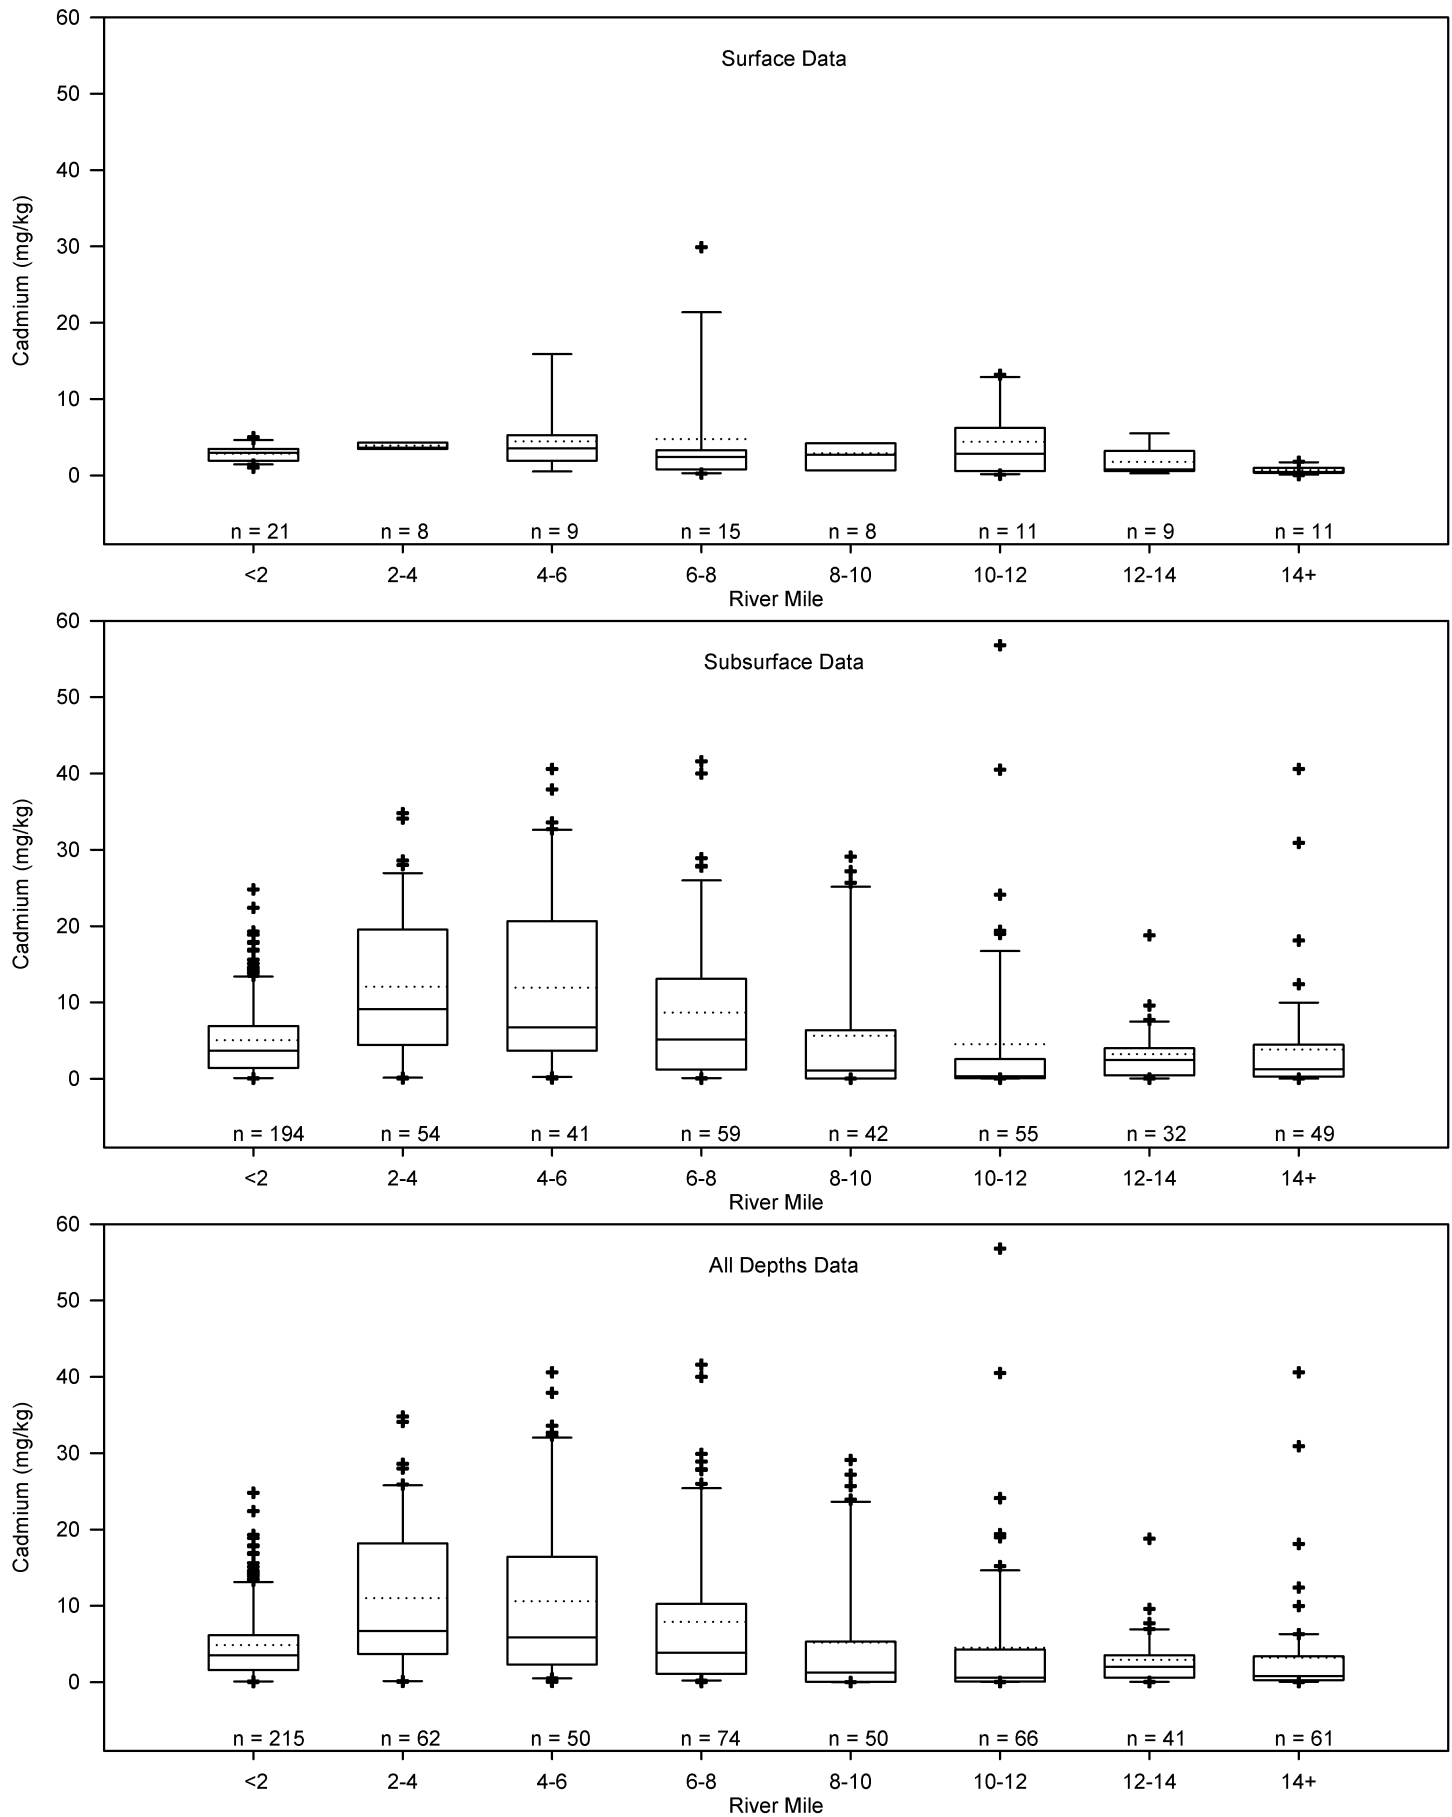 60
Surface Data
50
40
30
20
10
0
Cadmium (mg/kg)
n = 21 n = 8 n = 9 n = 15 n = 8 n = 11 n = 9 n = 11
<2 2-4 4-6 6-8 8-10 10-12 12-14 14+
River Mile
60
Subsurface Data
50
40
30
20
10
0
Cadmium (mg/kg)
n = 194 n = 54 n = 41 n = 59 n = 42 n = 55 n = 32 n = 49
<2 2-4 4-6 6-8 8-10 10-12 12-14 14+
River Mile
60
All Depths Data
50
40
30
20
10
0
Cadmium (mg/kg)
n = 215 n = 62 n = 50 n = 74 n = 50 n = 66 n = 41 n = 61
<2 2-4 4-6 6-8 8-10 10-12 12-14 14+
River Mile